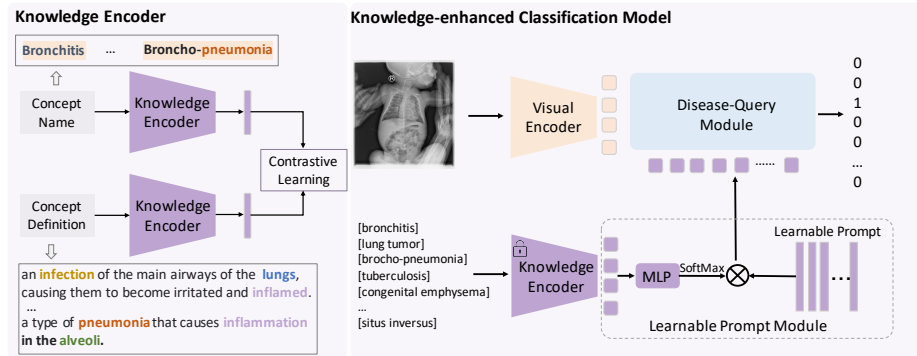 Knowledge Encoder
Bronchitis ... Broncho-pneumonia
Concept
Name
Knowledge
Encoder
Contrastive
Learning
Concept
Definition
Knowledge
Encoder
an infection of the main airways of the lungs,
causing them to become irritated and inflamed.
...
a type of pneumonia that causes inflammation
in the alveoli.
Knowledge-enhanced Classification Model
Visual
Encoder
Disease-Query
Module
0
0
1
0
0
0
...
0
......
[bronchitis]
[lung tumor]
[brocho-pneumonia]
[tuberculosis]
[congenital emphysema]
...
[situs inversus]
Knowledge
Encoder
MLP
SoftMax
Learnable Prompt
...
Learnable Prompt Module